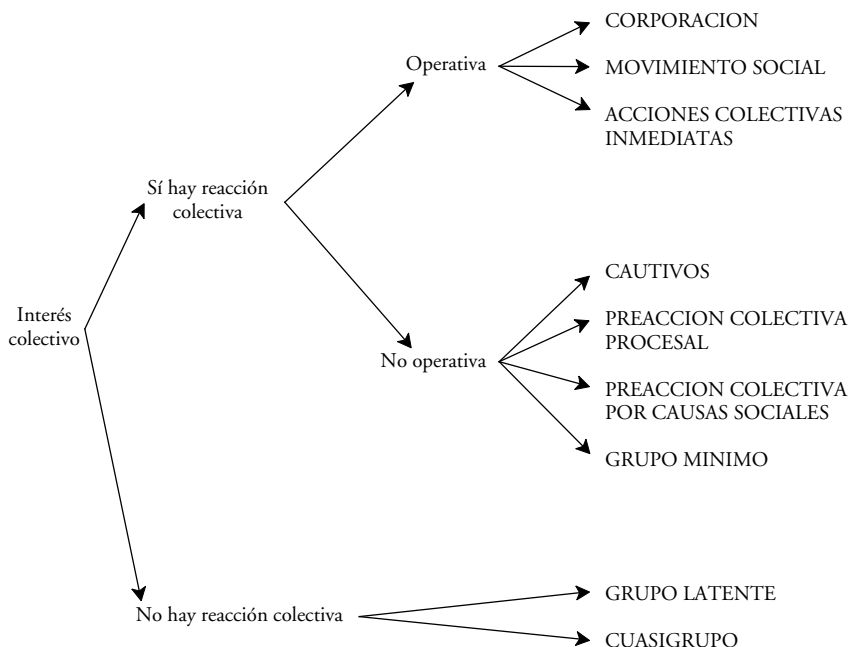 CORPORACION
Operativa
MOVIMIENTO SOCIAL
ACCIONES COLECTIVAS
INMEDIATAS
Sí hay reacción
colectiva
CAUTIVOS
Interés
colectivo
PREACCION COLECTIVA
PROCESAL
No operativa
PREACCION COLECTIVA
POR CAUSAS SOCIALES
GRUPO MINIMO
No hay reacción colectiva
GRUPO LATENTE
CUASIGRUPO